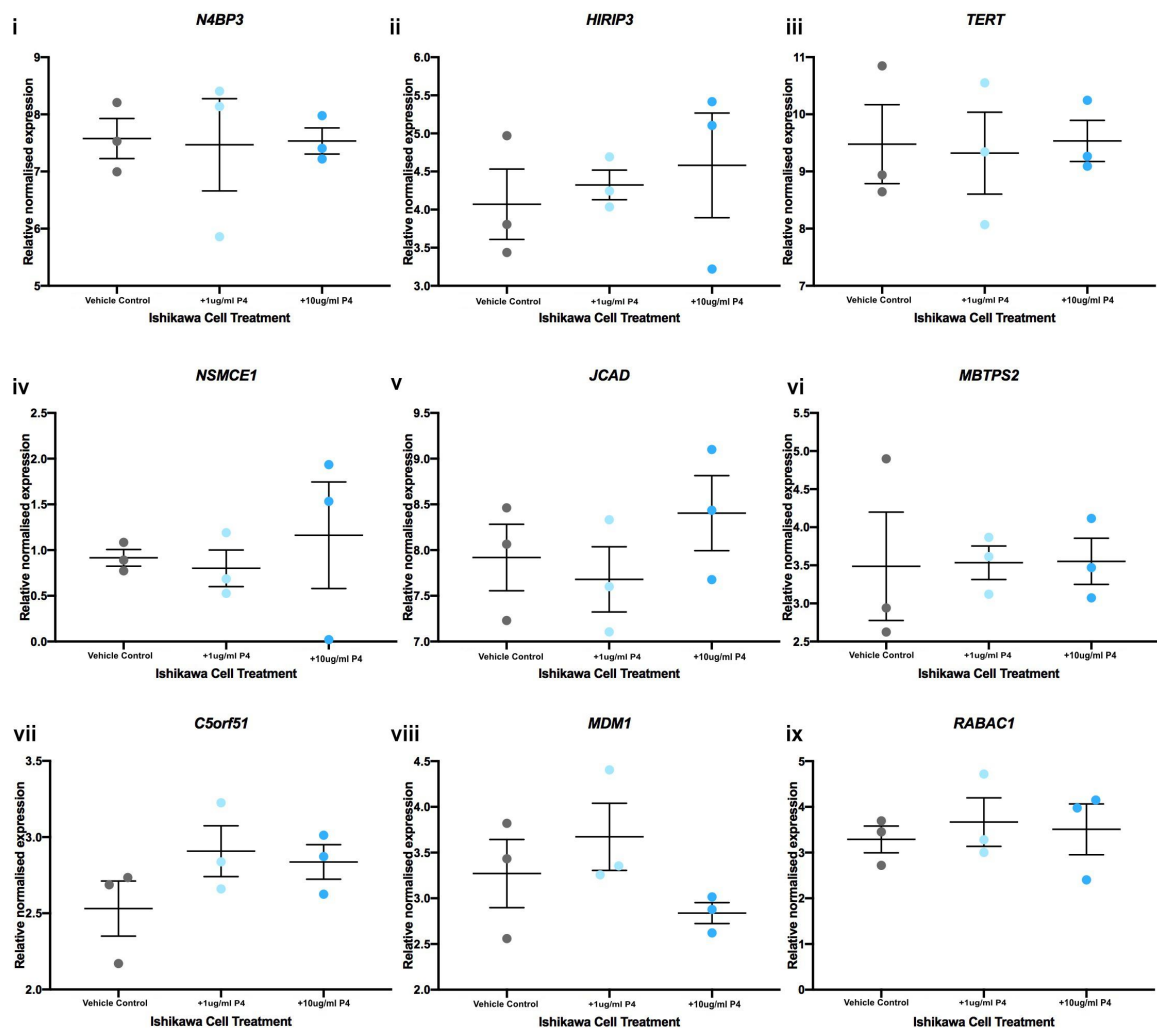 i
N4BP3
Relative normalised expression
9
8
7
6
5
Vehicle Control
+1ug/ml P4
+10ug/ml P4
Ishikawa Cell Treatment
ii
HIRIP3
Relative normalised expression
6.0
5.5
5.0
4.5
4.0
3.5
3.0
Vehicle Control
+1ug/ml P4
+10ug/ml P4
Ishikawa Cell Treatment
iii
TERT
Relative normalised expression
11
10
9
8
7
Vehicle Control
+1ug/ml P4
+10ug/ml P4
Ishikawa Cell Treatment
iv
NSMCE1
Relative normalised expression
2.5
2.0
1.5
1.0
0.5
0.0
Vehicle Control
+1ug/ml P4
+10ug/ml P4
Ishikawa Cell Treatment
v
JCAD
Relative normalised expression
9.5
9.0
8.5
8.0
7.5
7.0
Vehicle Control
+1ug/ml P4
+10ug/ml P4
Ishikawa Cell Treatment
vi
MBTPS2
Relative normalised expression
5.5
5.0
4.5
4.0
3.5
3.0
2.5
Vehicle Control
+1ug/ml P4
+10ug/ml P4
Ishikawa Cell Treatment
vii
C5orf51
Relative normalised expression
3.5
3.0
2.5
2.0
Vehicle Control
+1ug/ml P4
+10ug/ml P4
Ishikawa Cell Treatment
viii
MDM1
Relative normalised expression
4.5
4.0
3.5
3.0
2.5
2.0
Vehicle Control
+1ug/ml P4
+10ug/ml P4
Ishikawa Cell Treatment
ix
RABAC1
Relative normalised expression
5
4
3
2
1
0
Vehicle Control
+1ug/ml P4
+10ug/ml P4
Ishikawa Cell Treatment